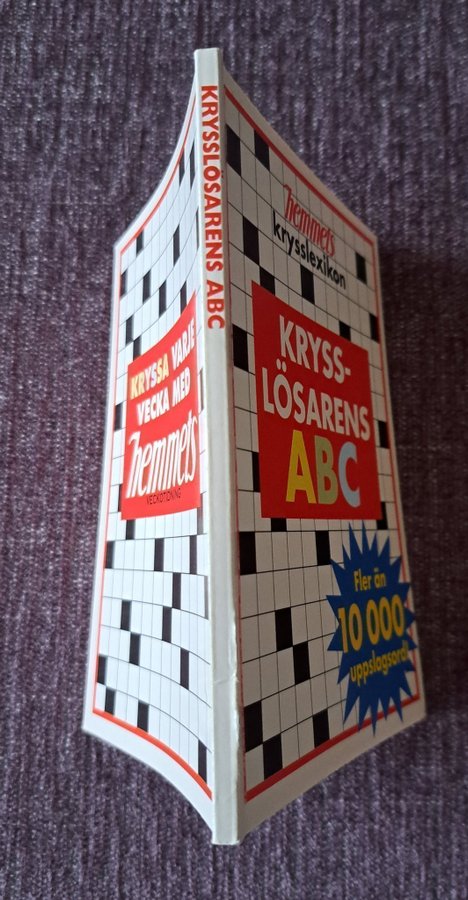 KRYSSLÖSARENS ABC
hemmets
krysslexikon
KRYSS-
LÖSARENS
ABC
Fler än
10 000
uppslagsord!
KRYSSA VARJE
VECKA MED
hemmets
VECKOTIDNING